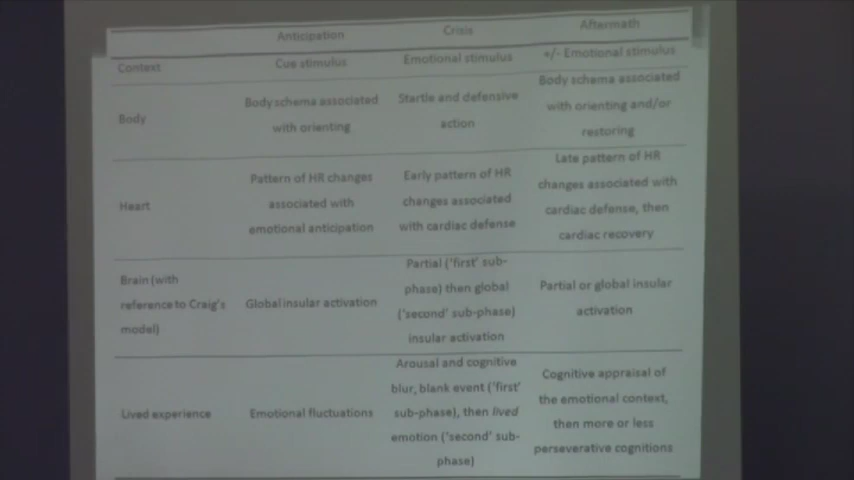 Anticipation Crisis Aftermath
Context Cue stimulus Emotional stimulus +/- Emotional stimulus
Body
Body schema associated
with orienting
Startle and defensive
action
Body schema associated
with orienting and/or
restoring
Heart
Pattern of HR changes
associated with
emotional anticipation
Early pattern of HR
changes associated
with cardiac defense
Late pattern of HR
changes associated with
cardiac defense, then
cardiac recovery
Brain (with
reference to Craig's
model)
Global insular activation
Partial ('first' sub-
phase) then global
('second' sub-phase)
insular activation
Partial or global insular
activation
Lived experience
Emotional fluctuations
Arousal and cognitive
blur, blank event ('first'
sub-phase), then lived
emotion ('second' sub-
phase)
Cognitive appraisal of
the emotional context,
then more or less
perseverative cognitions